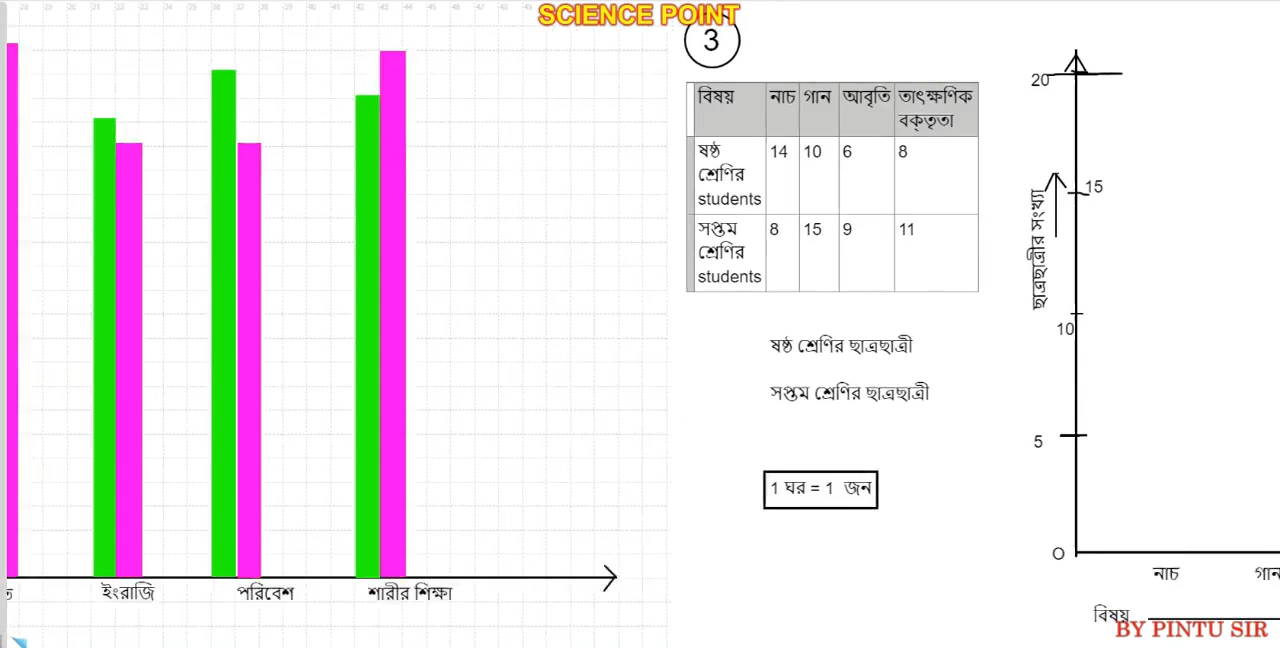 SCIENCE POINT
3
বিষয় নাচ গান আবৃতি তাৎক্ষণিক
বক্তৃতা
ষষ্ঠ 14 10 6 8
শ্রেণির
students
সপ্তম 8 15 9 11
শ্রেণির
students
ষষ্ঠ শ্রেণির ছাত্রছাত্রী
সপ্তম শ্রেণির ছাত্রছাত্রী
1 ঘর = 1 জন
20
15
10
5
O
ছাত্রছাত্রীর সংখ্যা
নাচ গান
বিষয়
ইংরাজি পরিবেশ শারীর শিক্ষা
BY PINTU SIR